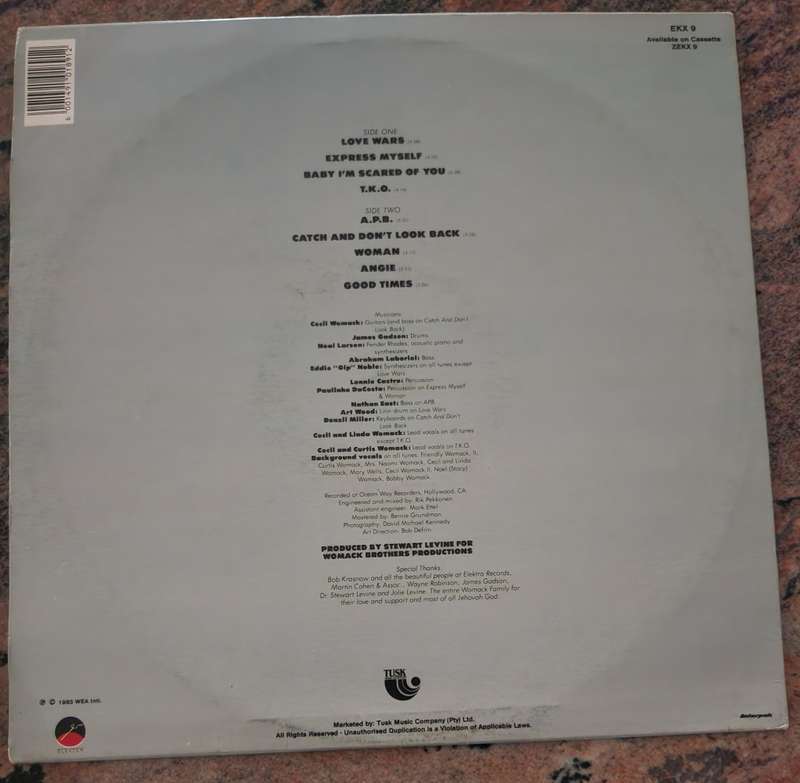 EKX 9
Available on Cassette
ZEKX 9
6 001491 018972
SIDE ONE
LOVE WARS
EXPRESS MYSELF
BABY I'M SCARED OF YOU
T.K.O.
SIDE TWO
A.P.B.
CATCH AND DON'T LOOK BACK
WOMAN
ANGIE
GOOD TIMES
Musicians
Cecil Womack: Guitars (and bass on Catch And Don't
Look Back)
James Gadson: Drums
Neal Larsen: Fender Rhodes, acoustic piano and
synthesizers
Abraham Laborial: Bass
Eddie "Gip" Noble: Synthesizers on all tunes except
Love Wars
Lonnie Castro: Percussion
Paulinho DaCosta: Percussion on Express Myself
& Woman
Nathan East: Bass on APB
Art Wood: Linn drum on Love Wars
Denzil Miller: Keyboards on Catch And Don't
Look Back
Cecil and Linda Womack: Lead vocals on all tunes
except T.K.O.
Cecil and Curtis Womack: Lead vocals on T.K.O.
Background vocals on all tunes: Friendly Womack, II,
Curtis Womack, Mrs. Naomi Womack, Cecil and Linda
Womack, Mary Wells, Cecil Womack II, Noel (Stacy)
Womack, Bobby Womack
Recorded at Ocean Way Recorders, Hollywood, CA
Engineered and mixed by: Rik Pekkonen
Assistant engineer: Mark Ettel
Mastered by: Bernie Grundman
Photography: David Michael Kennedy
Art Direction: Bob Defrin
PRODUCED BY STEWART LEVINE FOR
WOMACK BROTHERS PRODUCTIONS
Special Thanks
Bob Krasnow and all the beautiful people at Elektra Records,
Martin Cohen & Assoc., Wayne Robinson, James Gadson,
Dr. Stewart Levine and Jolie Levine. The entire Womack Family for
their love and support and most of all Jehovah God.
TUSK
℗ © 1983 WEA Intl.
ELEKTRA
Marketed by: Tusk Music Company (Pty) Ltd.
All Rights Reserved - Unauthorised Duplication is a Violation of Applicable Laws.